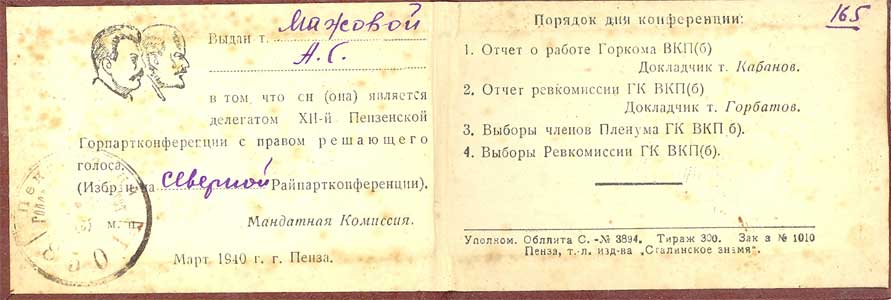 Выдан т. Мажовой
А.С.
в том что он (она) является
делегатом XII-й Пензенской
Горпартконференции с правом решающего
голоса.
(Избран на Северной Райпартконференции).
м. п.
Мандатная Комиссия.
Март 1940 г. г. Пенза.
165
Порядок дня конференции:
1. Отчет о работе Горкома ВКП(б)
Докладчик т. Кабанов.
2. Отчет ревкомиссии ГК ВКП(б)
Докладчик т. Горбатов.
3. Выборы членов Пленума ГК ВКП б).
4. Выборы Ревкомиссии ГК ВКП(б).
Уполном. Обллита С. -№ 3894. Тираж 300. Зак з № 1010
Пенза, т.-л. изд-ва „Сталинское знамя".